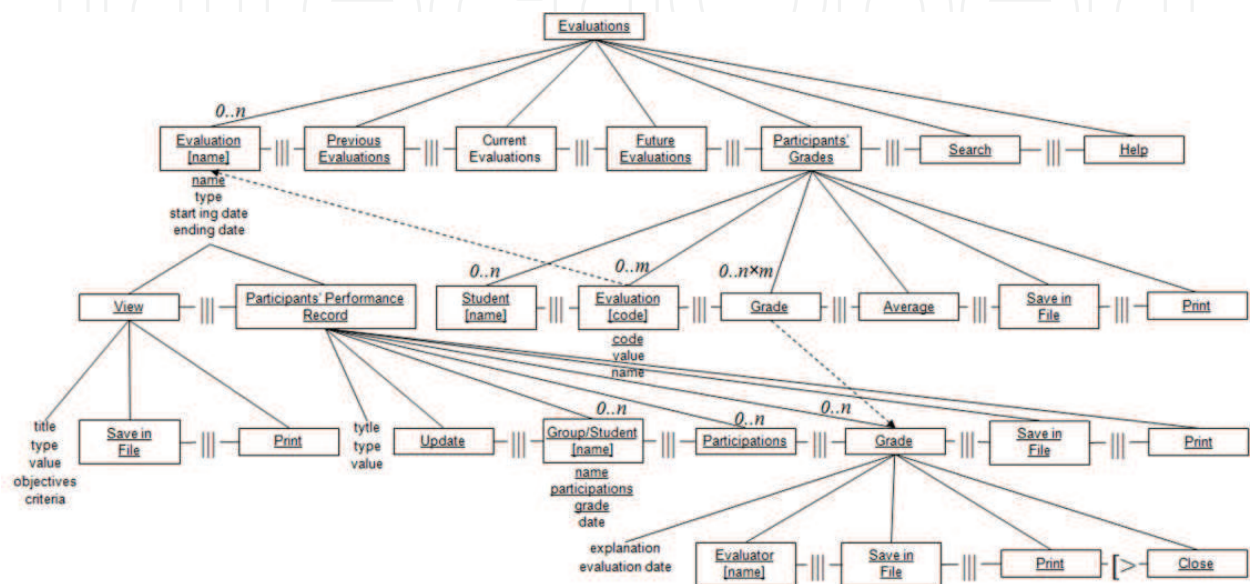 Evaluations
0..n
Evaluation
[name]
|||
Previous
Evaluations
|||
Current
Evaluations
|||
Future
Evaluations
|||
Participants'
Grades
|||
Search
|||
Help
name
type
start ing date
ending date
0..n
0..m
0..n×m
View
|||
Participants' Performance
Record
Student
[name]
|||
Evaluation
[code]
|||
Grade
|||
Average
|||
Save in
File
|||
Print
code
value
name
0..n
0..n
0..n
title
type
value
objectives
criteria
Save in
File
|||
Print
tytle
type
value
Update
|||
Group/Student
[name]
|||
Participations
|||
Grade
|||
Save in
File
|||
Print
name
participations
grade
date
explanation
evaluation date
Evaluator
[name]
|||
Save in
File
|||
Print
[>
Close